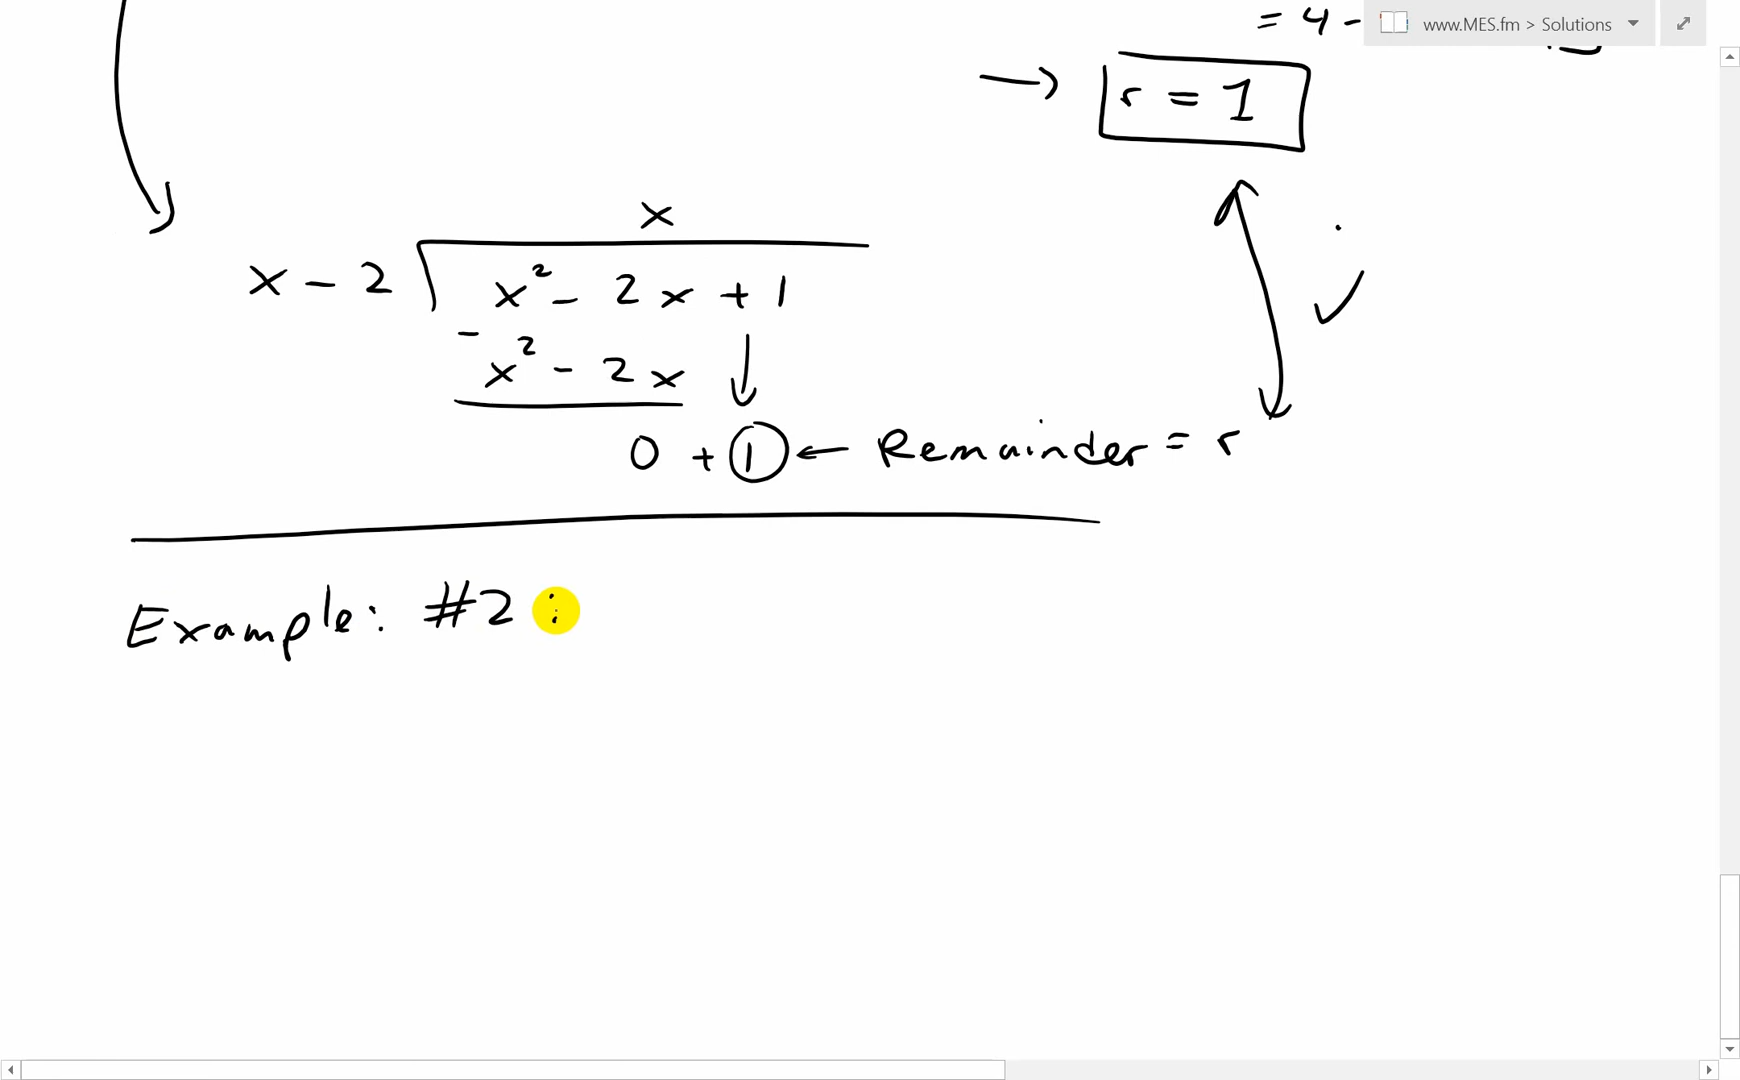 = 4 -
www.MES.fm > Solutions
→ r = 1
x
x - 2 x² - 2x + 1
- x² - 2x
0 + 1 ← Remainder = r
Example: #2 :